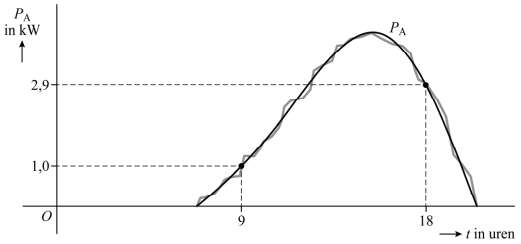 P_A
in kW
P_A
2,9
1,0
O
9
18
t in uren